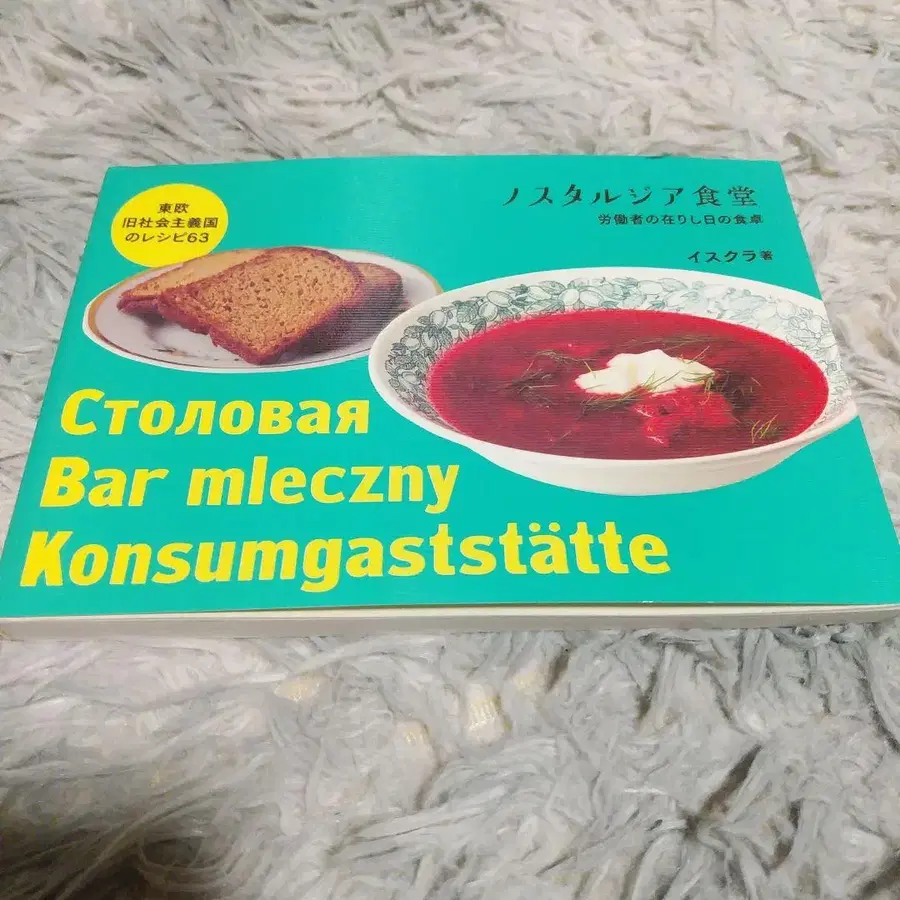 東欧
旧社会主義国
のレシピ63
ノスタルジア食堂
労働者の在りし日の食卓
イスクラ著
Столовая
Bar mleczny
Konsumgaststätte